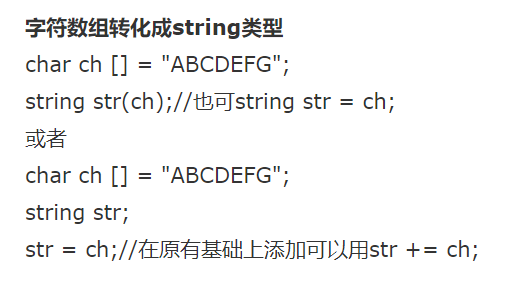 字符数组转化成string类型
char ch [] = "ABCDEFG";
string str(ch);//也可string str = ch;
或者
char ch [] = "ABCDEFG";
string str;
str = ch;//在原有基础上添加可以用str += ch;